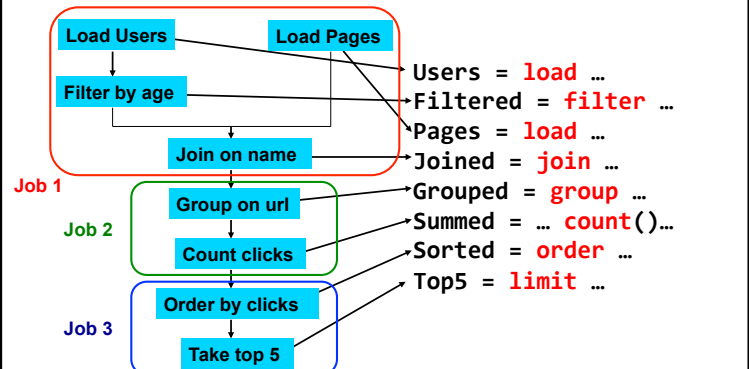 Load Users
Load Pages
Filter by age
Join on name
Job 1
Group on url
Job 2
Count clicks
Order by clicks
Job 3
Take top 5
Users = load …
Filtered = filter …
Pages = load …
Joined = join …
Grouped = group …
Summed = … count()…
Sorted = order …
Top5 = limit …